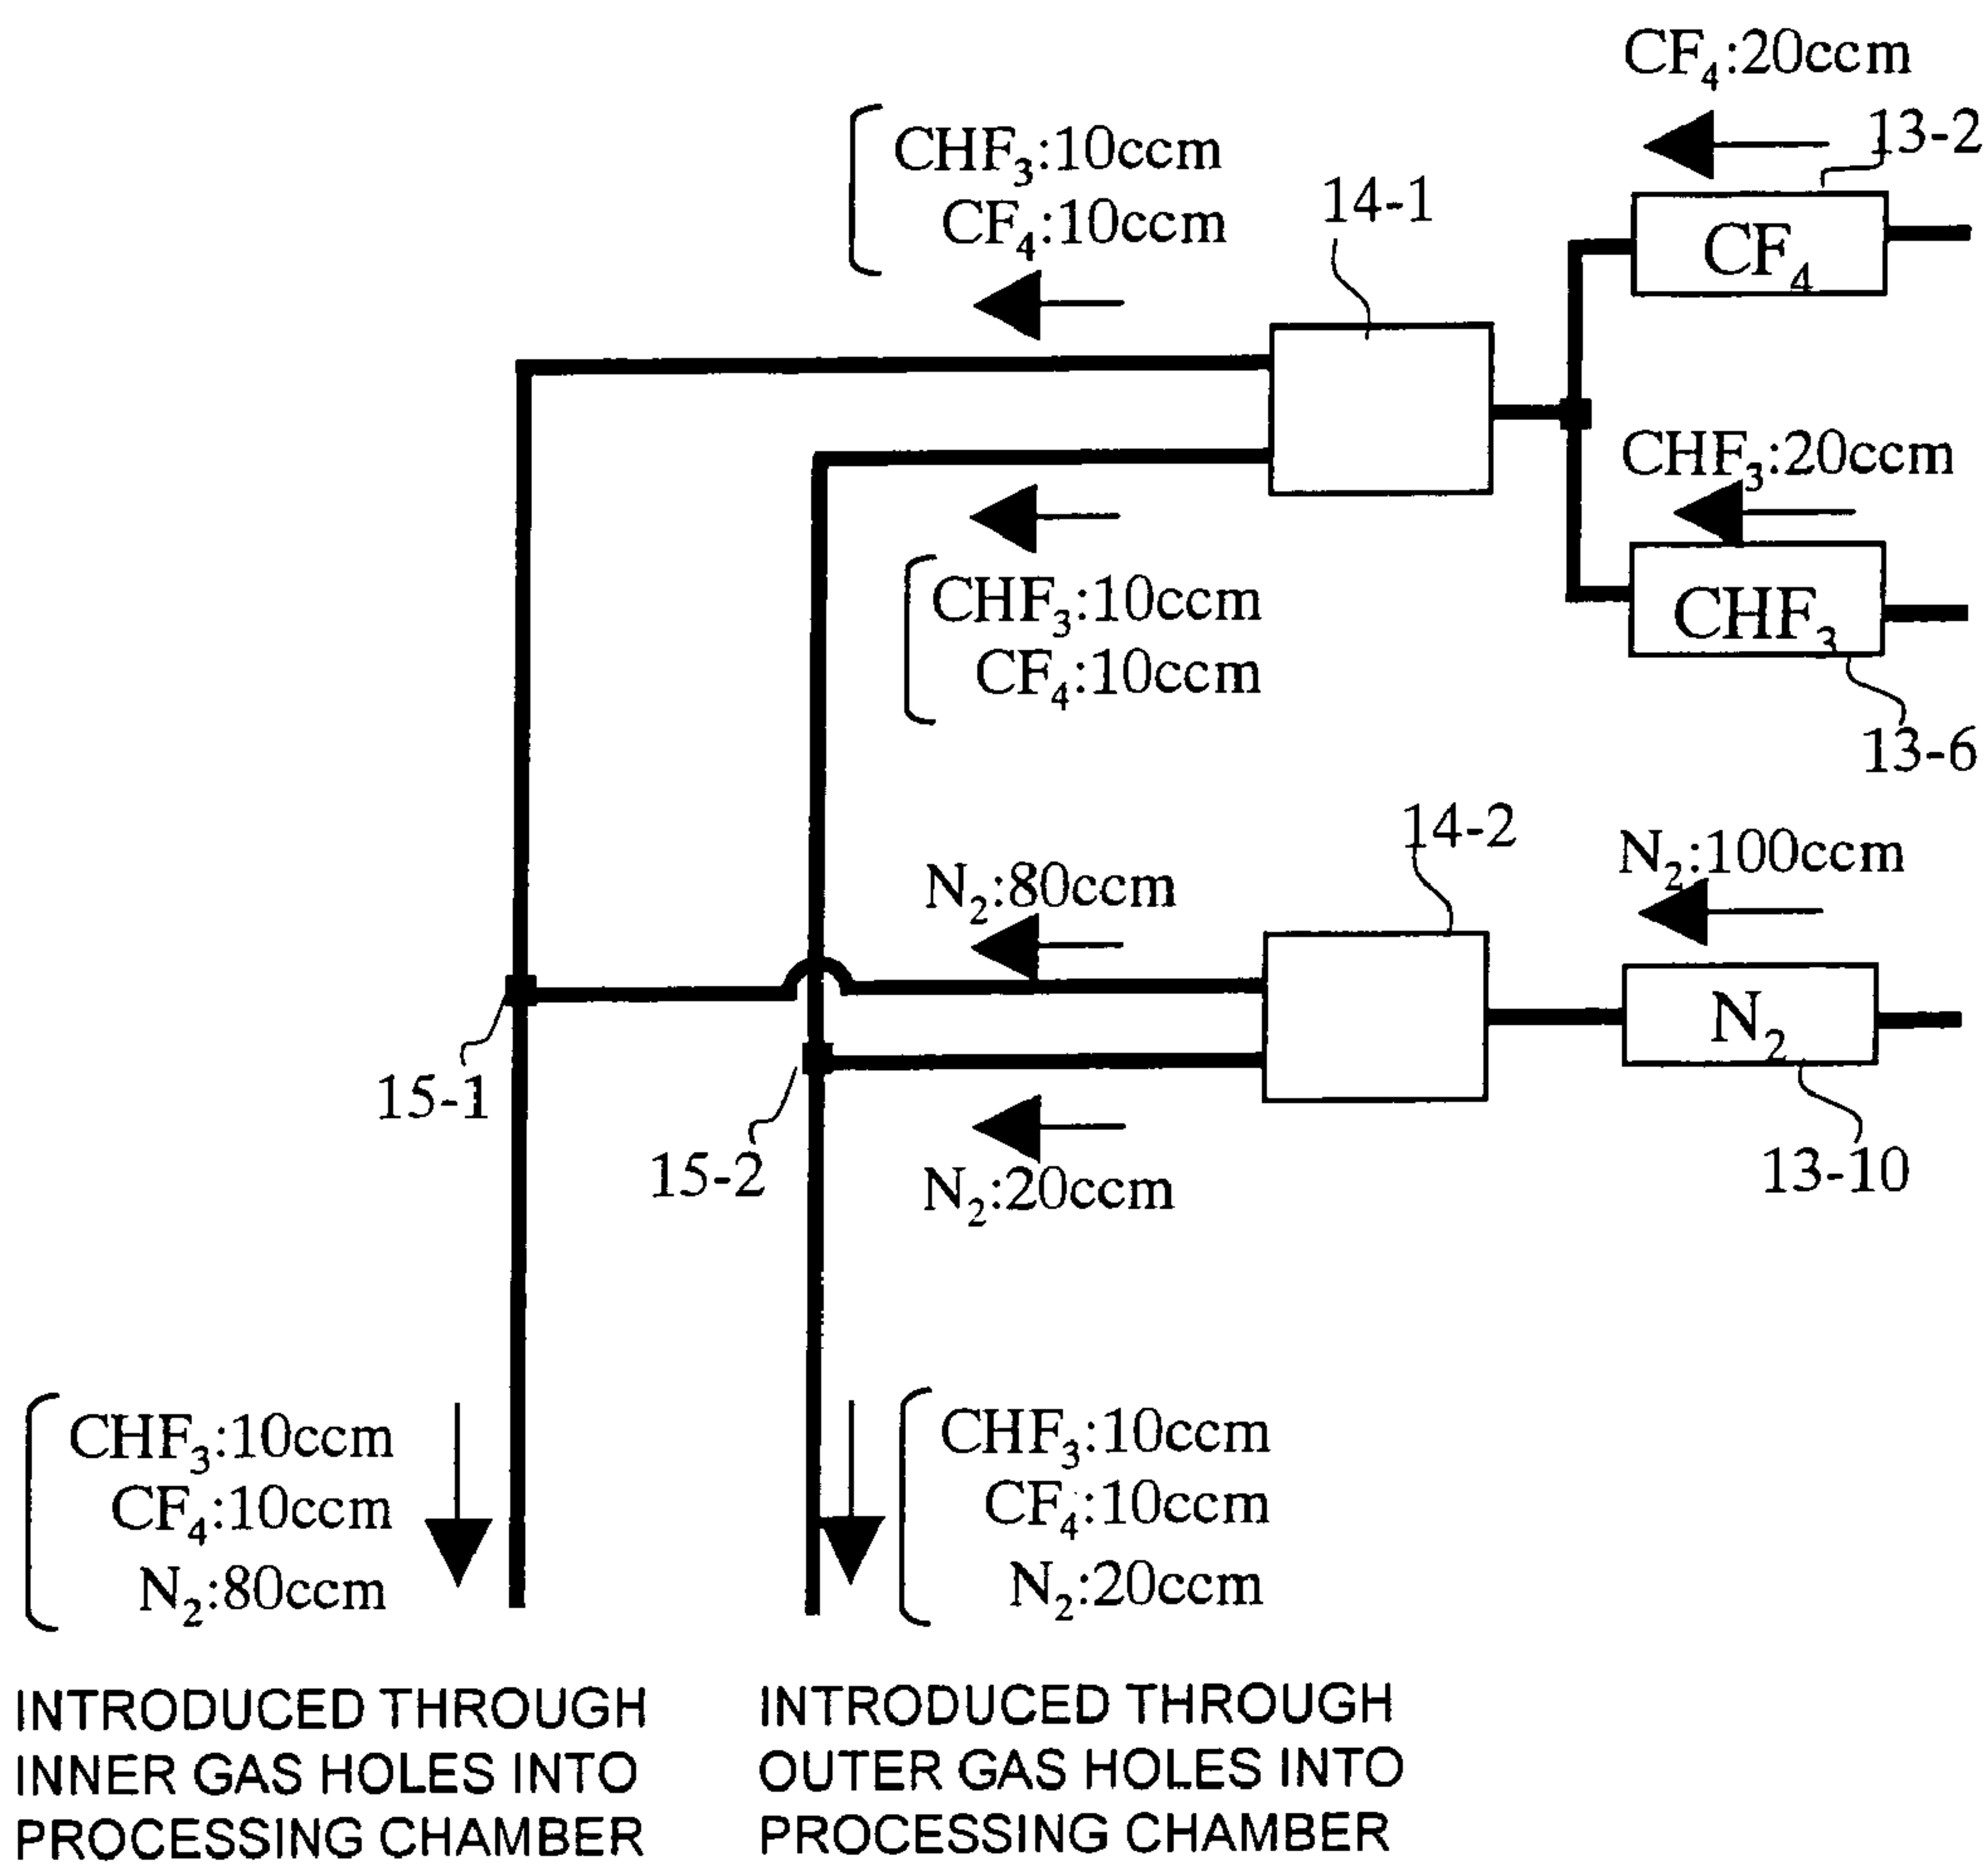 CF₄:20ccm
13-2
CHF₃:10ccm
CF₄:10ccm
14-1
CF₄
CHF₃:20ccm
CHF₃:10ccm
CF₄:10ccm
CHF₃
13-6
14-2
N₂:100ccm
N₂:80ccm
N₂
15-1
15-2
N₂:20ccm
13-10
CHF₃:10ccm
CF₄:10ccm
N₂:80ccm
CHF₃:10ccm
CF₄:10ccm
N₂:20ccm
INTRODUCED THROUGH
INNER GAS HOLES INTO
PROCESSING CHAMBER
INTRODUCED THROUGH
OUTER GAS HOLES INTO
PROCESSING CHAMBER